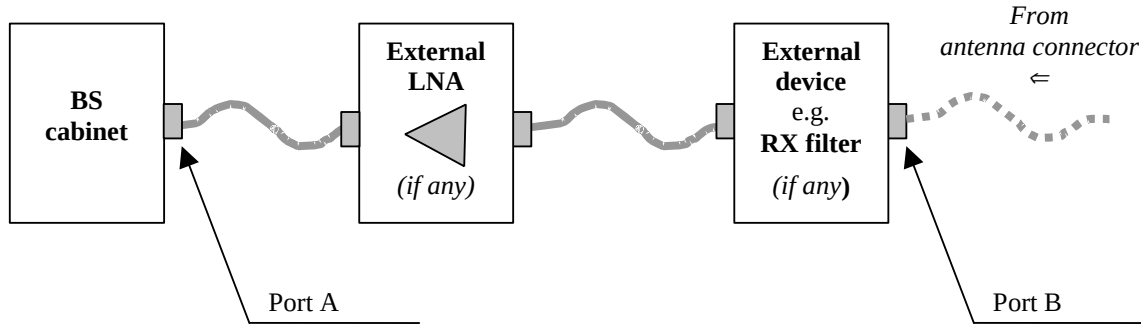 BS
cabinet
External
LNA
(if any)
External
device
e.g.
RX filter
(if any)
From
antenna connector
⇐
Port A
Port B